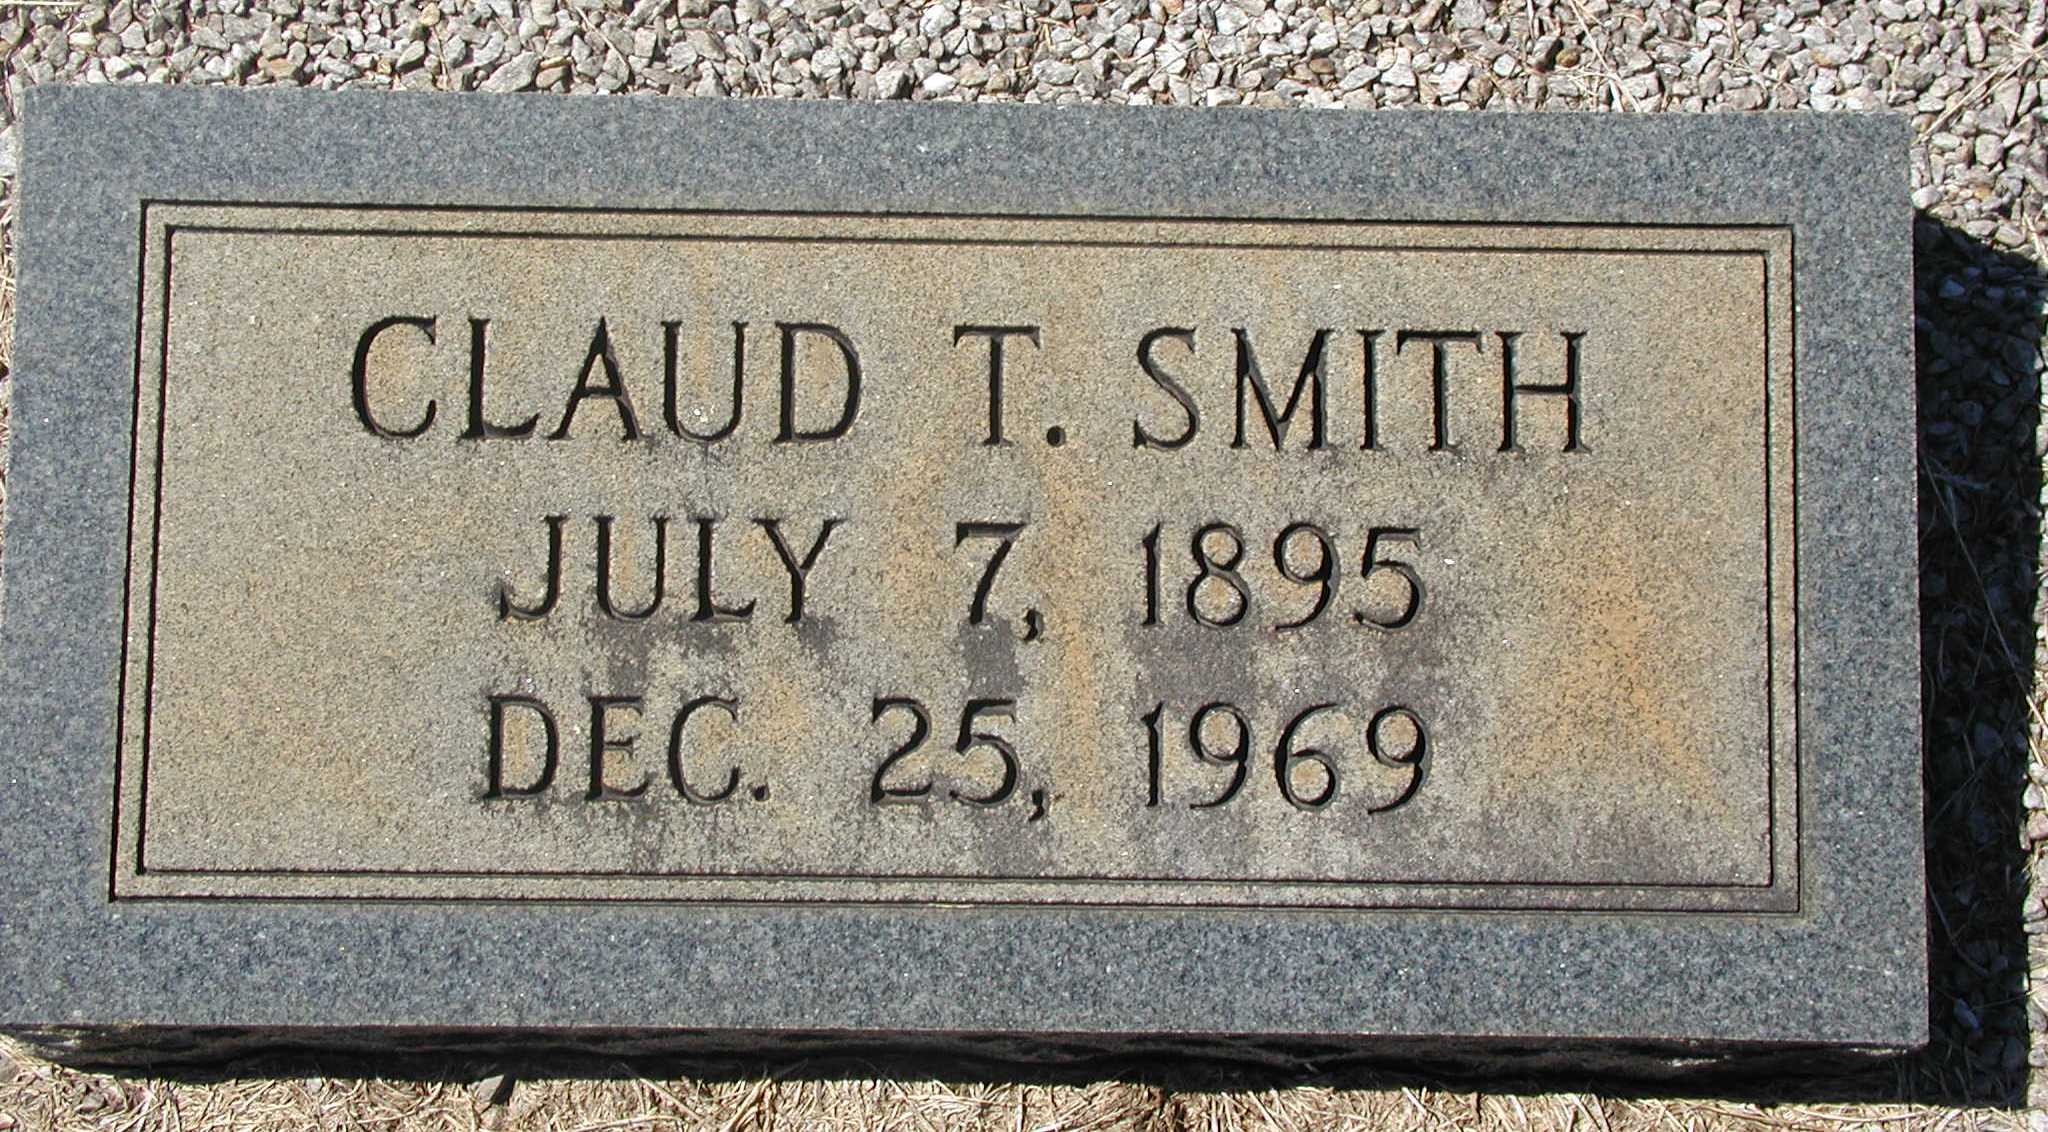 CLAUD T. SMITH
JULY 7, 1895
DEC. 25, 1969